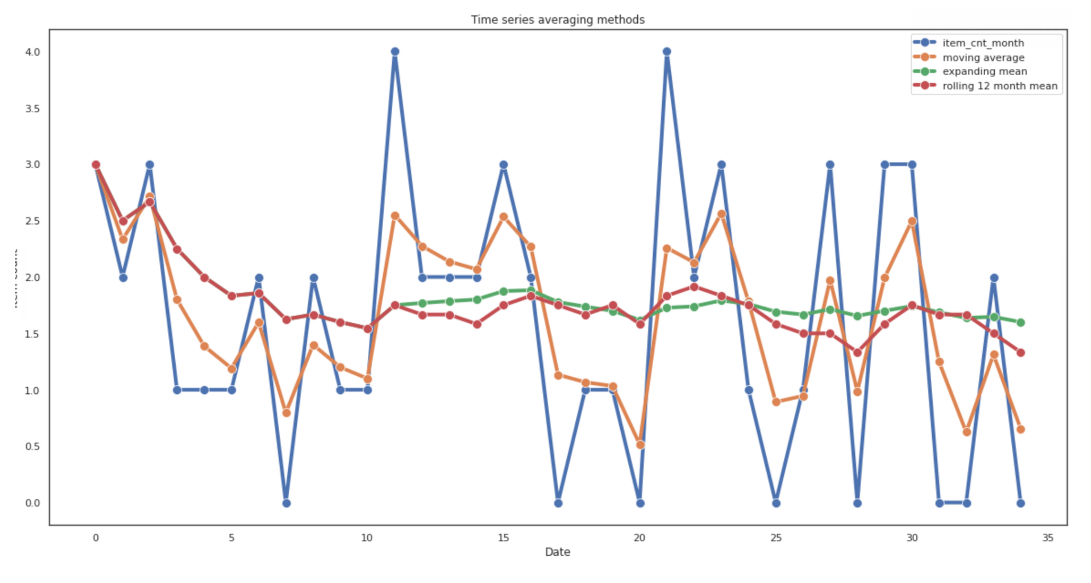 Time series averaging methods
item_cnt_month
moving average
expanding mean
rolling 12 month mean
4.0
3.5
3.0
2.5
2.0
1.5
1.0
0.5
0.0
0 5 10 15 20 25 30 35
Date